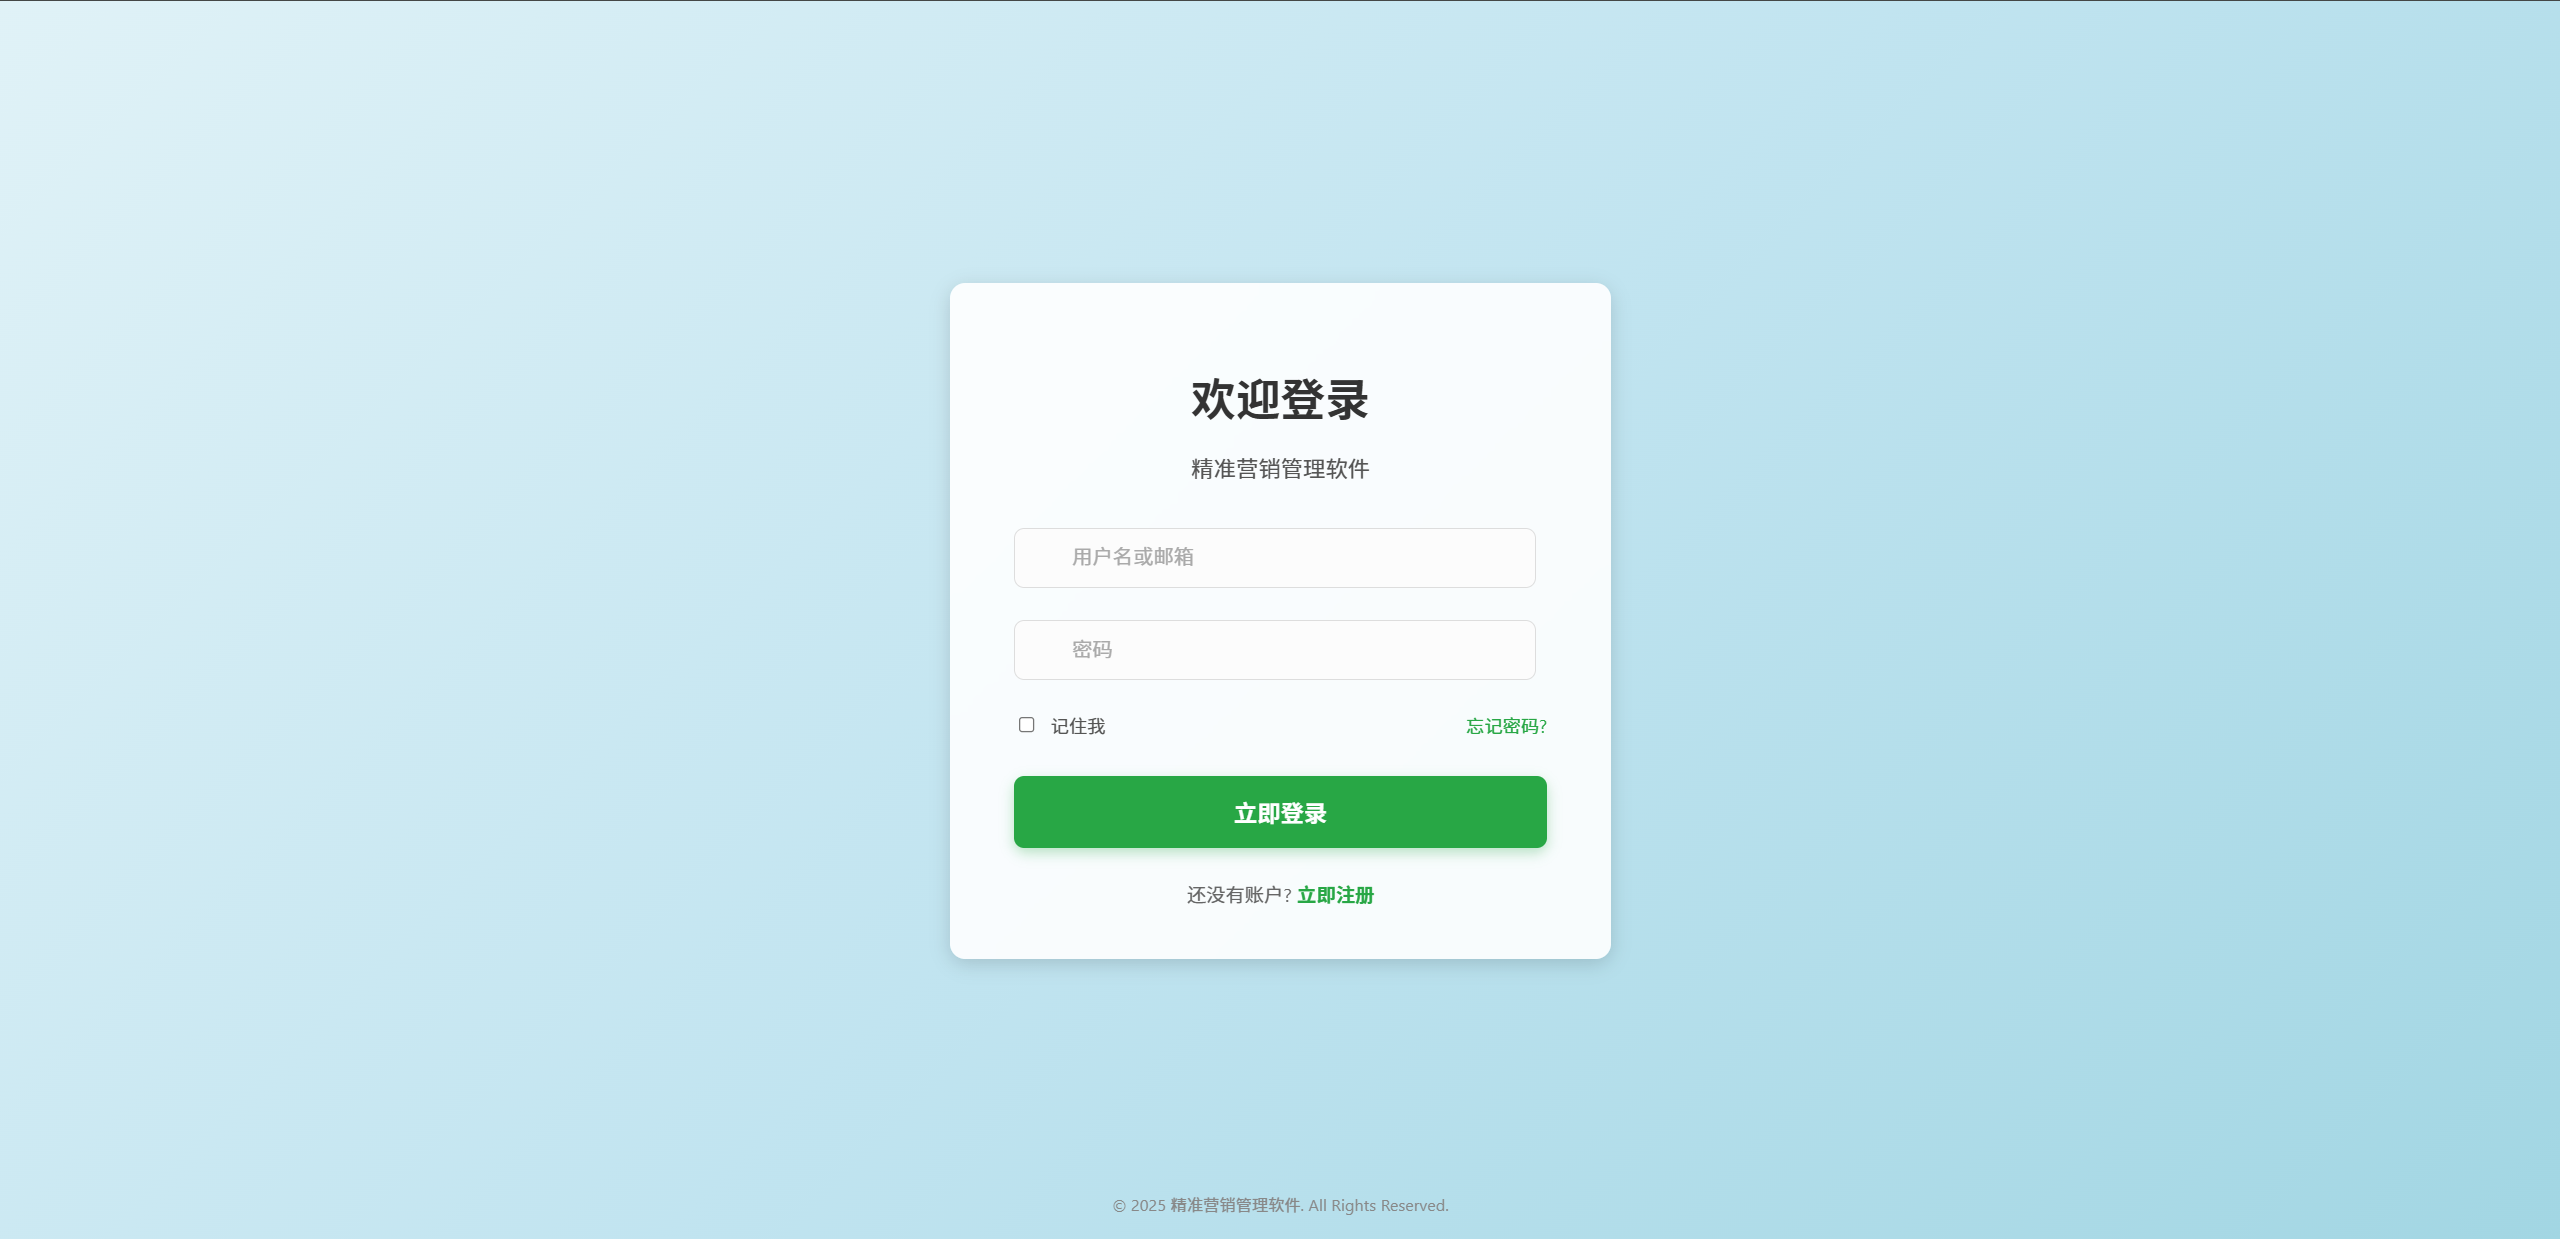 欢迎登录
精准营销管理软件
用户名或邮箱
密码
记住我 忘记密码?
立即登录
还没有账户? 立即注册
© 2025 精准营销管理软件. All Rights Reserved.